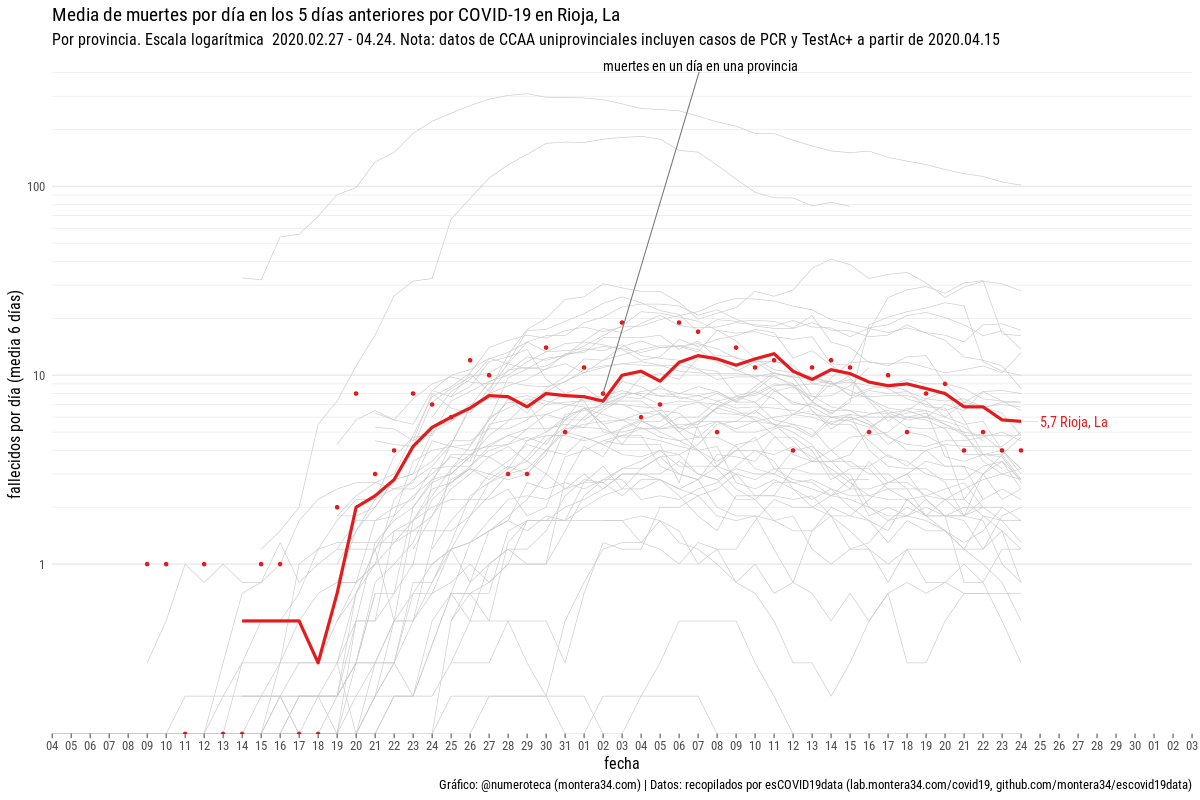 Media de muertes por día en los 5 días anteriores por COVID-19 en Rioja, La
Por provincia. Escala logarítmica  2020.02.27 - 04.24. Nota: datos de CCAA uniprovinciales incluyen casos de PCR y TestAc+ a partir de 2020.04.15
muertes en un día en una provincia
100
10
1
fallecidos por día (media 6 días)
5,7 Rioja, La
04 05 06 07 08 09 10 11 12 13 14 15 16 17 18 19 20 21 22 23 24 25 26 27 28 29 30 31 01 02 03 04 05 06 07 08 09 10 11 12 13 14 15 16 17 18 19 20 21 22 23 24 25 26 27 28 29 30 01 02 03
fecha
Gráfico: @numeroteca (montera34.com) | Datos: recopilados por esCOVID19data (lab.montera34.com/covid19, github.com/montera34/escovid19data)